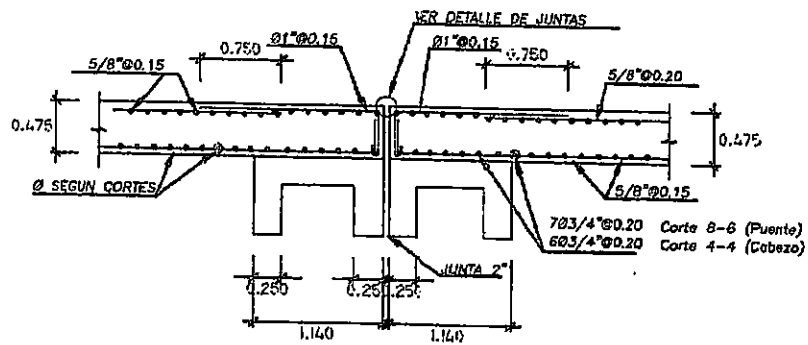 VER DETALLE DE JUNTAS
Ø1"@0.15
Ø1"@0.15
0.750
0.750
5/8"@0.15
5/8"@0.20
0.475
0.475
Ø SEGUN CORTES
5/8"@0.15
7Ø3/4"@0.20 Corte 8-6 (Puente)
6Ø3/4"@0.20 Corte 4-4 (Cabezo)
JUNTA 2"
0.250
0.25
.250
1.140
1.140